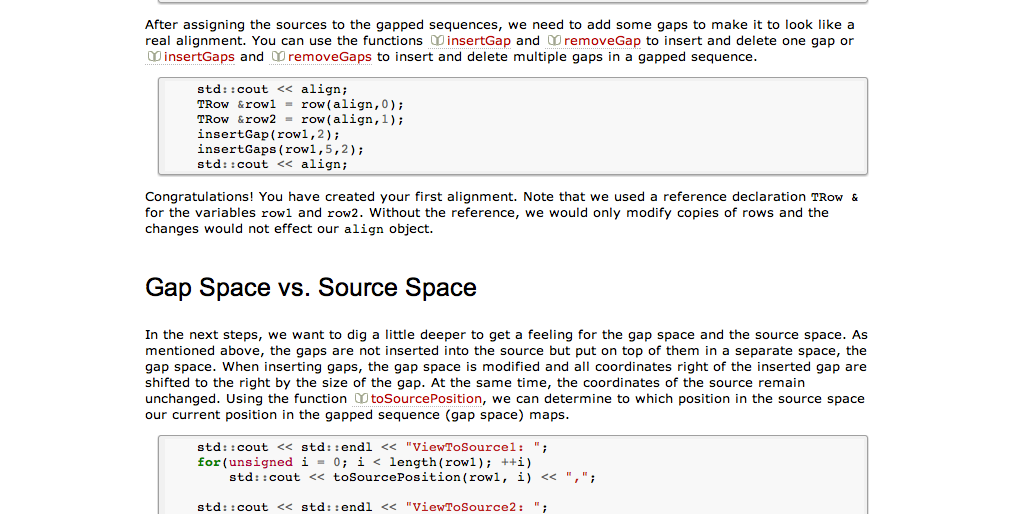 After assigning the sources to the gapped sequences, we need to add some gaps to make it to look like a
real alignment. You can use the functions insertGap and removeGap to insert and delete one gap or
insertGaps and removeGaps to insert and delete multiple gaps in a gapped sequence.
std::cout << align;
TRow &row1 = row(align,0);
TRow &row2 = row(align,1);
insertGap(row1,2);
insertGaps(row1,5,2);
std::cout << align;
Congratulations! You have created your first alignment. Note that we used a reference declaration TRow &
for the variables row1 and row2. Without the reference, we would only modify copies of rows and the
changes would not effect our align object.
Gap Space vs. Source Space
In the next steps, we want to dig a little deeper to get a feeling for the gap space and the source space. As
mentioned above, the gaps are not inserted into the source but put on top of them in a separate space, the
gap space. When inserting gaps, the gap space is modified and all coordinates right of the inserted gap are
shifted to the right by the size of the gap. At the same time, the coordinates of the source remain
unchanged. Using the function toSourcePosition, we can determine to which position in the source space
our current position in the gapped sequence (gap space) maps.
std::cout << std::endl << "ViewToSource1: ";
for(unsigned i = 0; i < length(row1); ++i)
std::cout << toSourcePosition(row1, i) << ",";
std::cout << std::endl << "ViewToSource2: ";